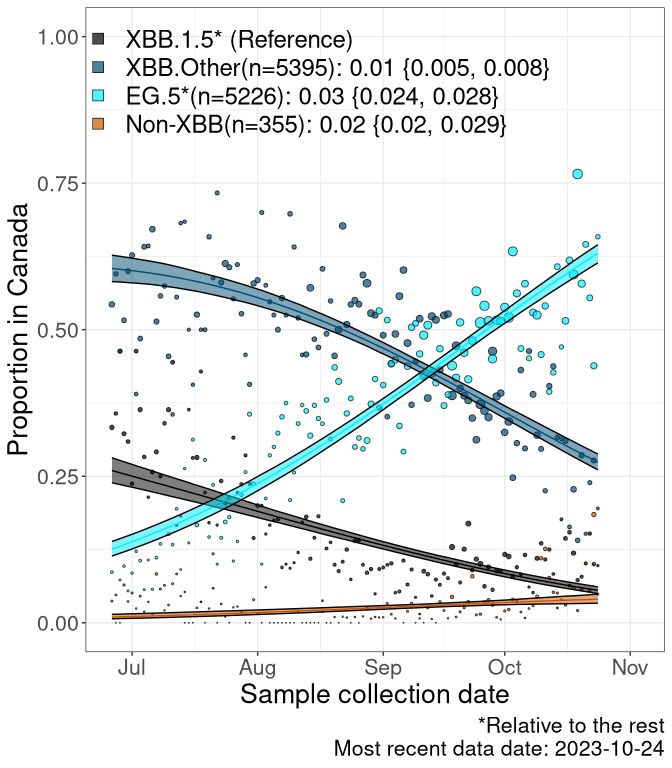 1.00
XBB.1.5* (Reference)
XBB.Other(n=5395): 0.01 {0.005, 0.008}
EG.5*(n=5226): 0.03 {0.024, 0.028}
Non-XBB(n=355): 0.02 {0.02, 0.029}
0.75
Proportion in Canada
0.50
0.25
0.00
Jul Aug Sep Oct Nov
Sample collection date
*Relative to the rest
Most recent data date: 2023-10-24